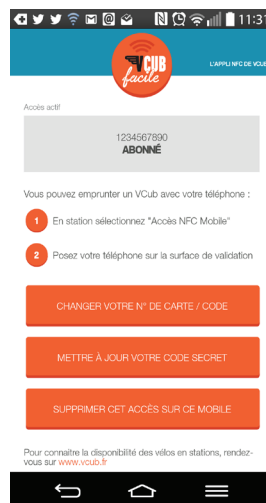 11:31
VCUB
facile
L'APPLI NFC DE VCUB
Accès actif
1234567890
ABONNÉ
Vous pouvez emprunter un VCub avec votre téléphone :
1 En station sélectionnez "Accès NFC Mobile"
2 Posez votre téléphone sur la surface de validation
CHANGER VOTRE N° DE CARTE / CODE
METTRE À JOUR VOTRE CODE SECRET
SUPPRIMER CET ACCÈS SUR CE MOBILE
Pour connaitre la disponibilité des vélos en stations, rendez-
vous sur www.vcub.fr